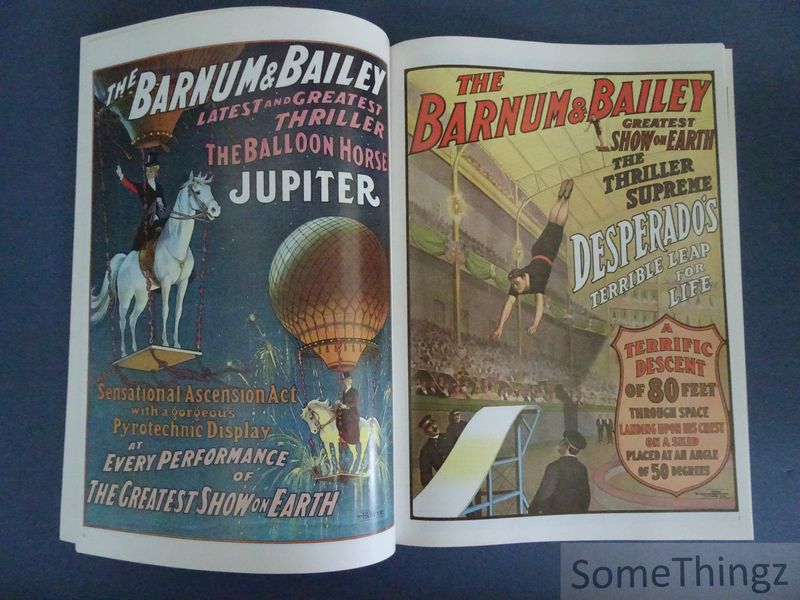 THE BARNUM & BAILEY
LATEST AND GREATEST
THRILLER
THE BALLOON HORSE
JUPITER
Sensational Ascension Act
with a gorgeous
Pyrotechnic Display
AT
EVERY PERFORMANCE
OF
THE GREATEST SHOW ON EARTH
THE
BARNUM & BAILEY
GREATEST
SHOW ON EARTH
THE
THRILLER
SUPREME
DESPERADO'S
TERRIBLE LEAP
FOR
LIFE
A
TERRIFIC
DESCENT
OF 80 FEET
THROUGH SPACE
LANDING UPON HIS CHEST
ON A SKID
PLACED AT AN ANGLE
OF 50 DEGREES
SomeThingz